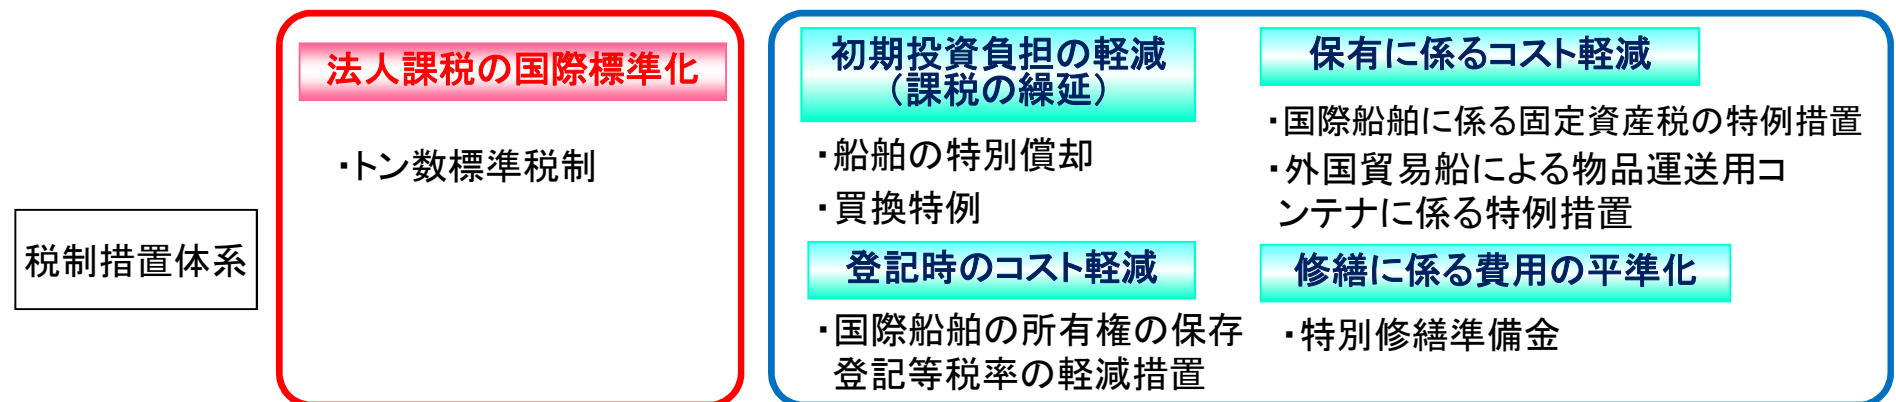 税制措置体系
法人課税の国際標準化
・トン数標準税制
初期投資負担の軽減
（課税の繰延）
・船舶の特別償却
・買換特例
登記時のコスト軽減
・国際船舶の所有権の保存
登記等税率の軽減措置
保有に係るコスト軽減
・国際船舶に係る固定資産税の特例措置
・外国貿易船による物品運送用コ
ンテナに係る特例措置
修繕に係る費用の平準化
・特別修繕準備金